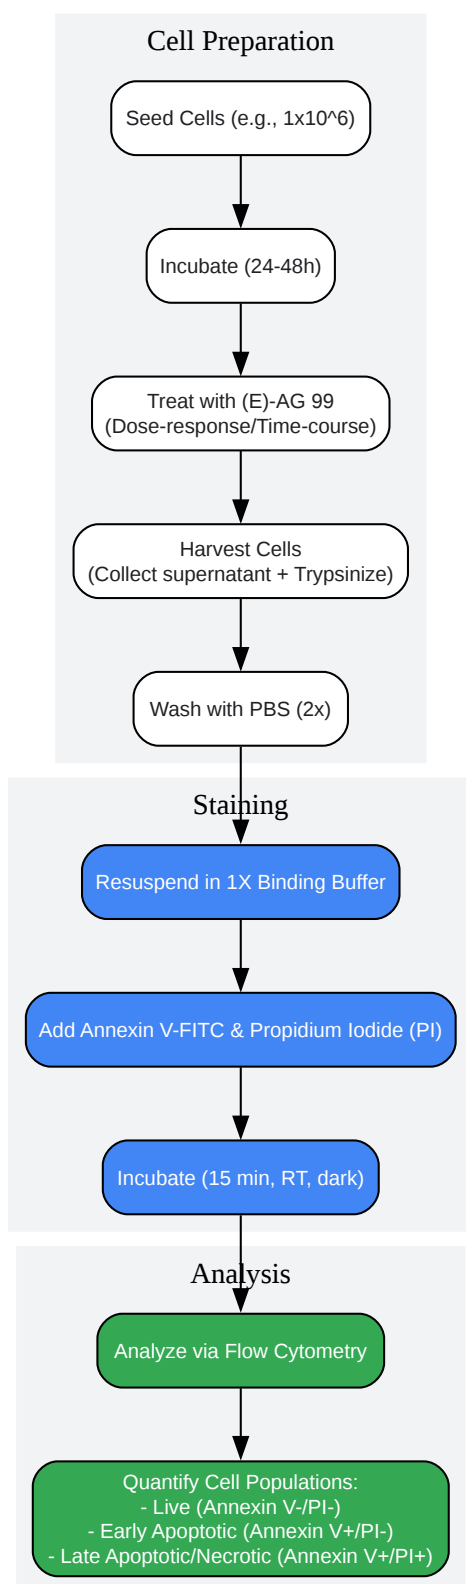 Cell Preparation
Seed Cells (e.g., 1x10^6)
Incubate (24-48h)
Treat with (E)-AG 99
(Dose-response/Time-course)
Harvest Cells
(Collect supernatant + Trypsinize)
Wash with PBS (2x)
Staining
Resuspend in 1X Binding Buffer
Add Annexin V-FITC & Propidium Iodide (PI)
Incubate (15 min, RT, dark)
Analysis
Analyze via Flow Cytometry
Quantify Cell Populations:
- Live (Annexin V-/PI-)
- Early Apoptotic (Annexin V+/PI-)
- Late Apoptotic/Necrotic (Annexin V+/PI+)